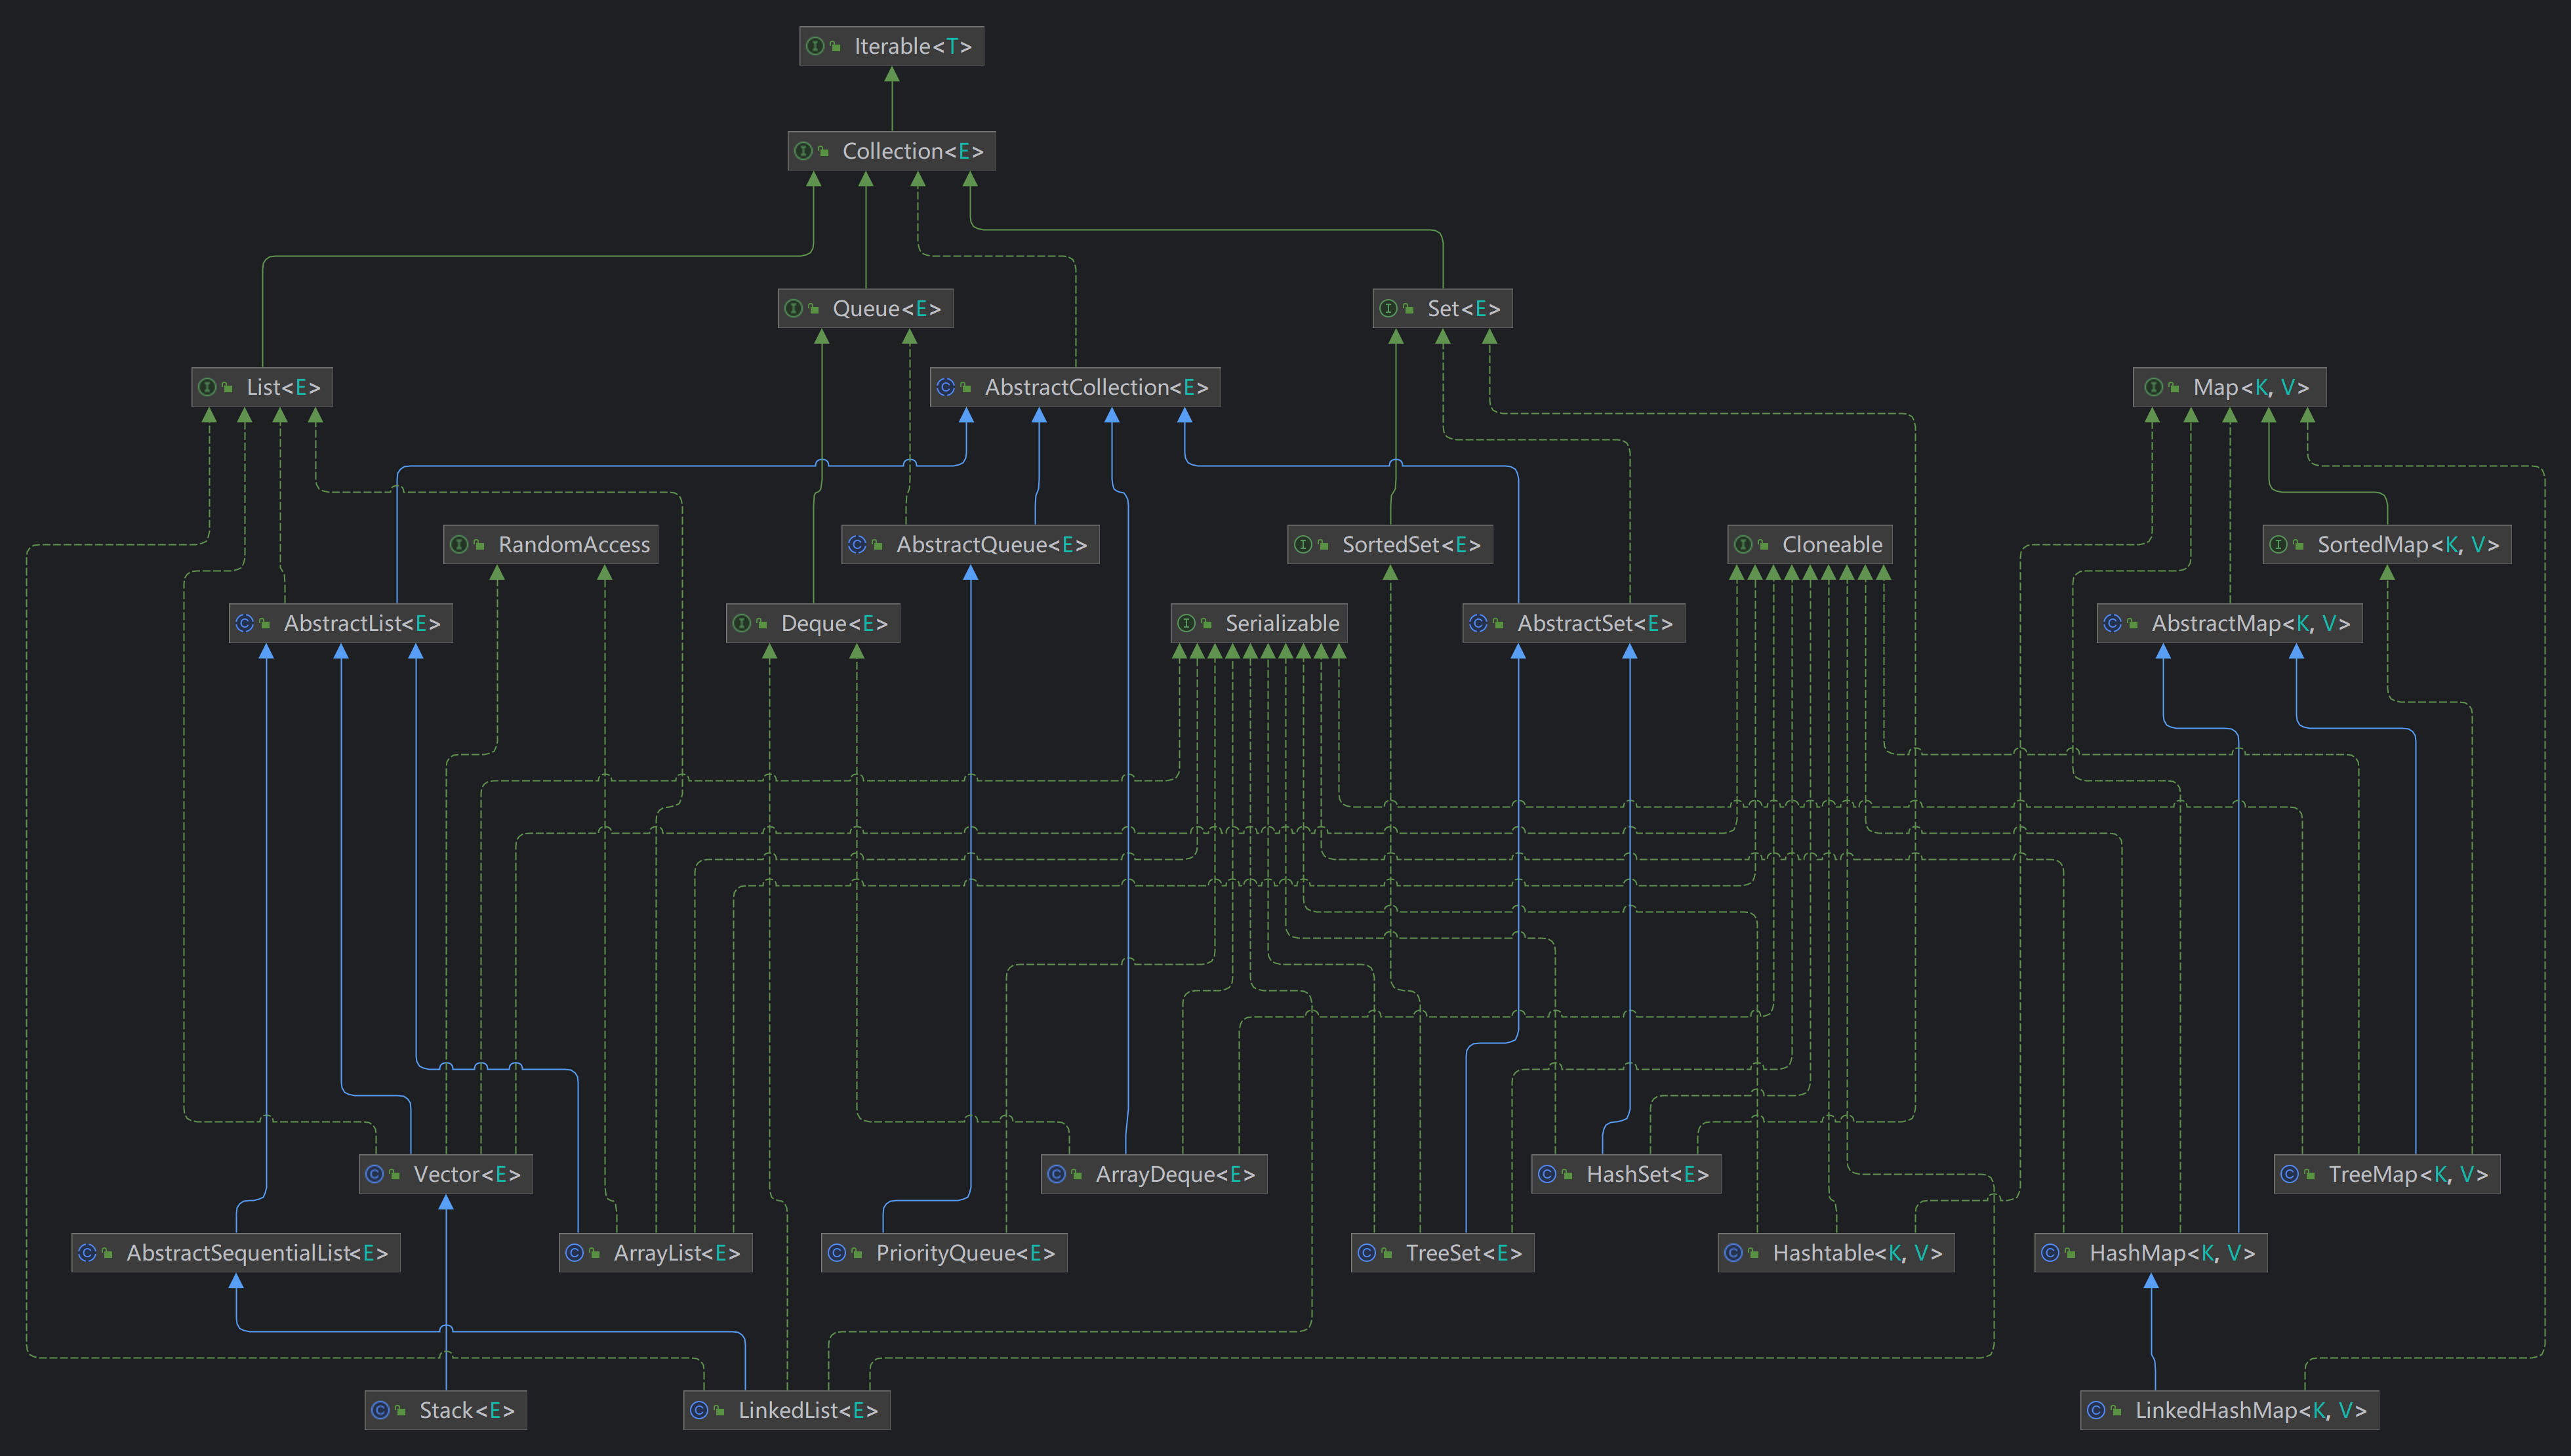 Iterable<T>
Collection<E>
Queue<E>
Set<E>
List<E>
AbstractCollection<E>
Map<K, V>
RandomAccess
AbstractQueue<E>
SortedSet<E>
Cloneable
SortedMap<K, V>
AbstractList<E>
Deque<E>
Serializable
AbstractSet<E>
AbstractMap<K, V>
Vector<E>
ArrayDeque<E>
HashSet<E>
TreeMap<K, V>
AbstractSequentialList<E>
ArrayList<E>
PriorityQueue<E>
TreeSet<E>
Hashtable<K, V>
HashMap<K, V>
Stack<E>
LinkedList<E>
LinkedHashMap<K, V>